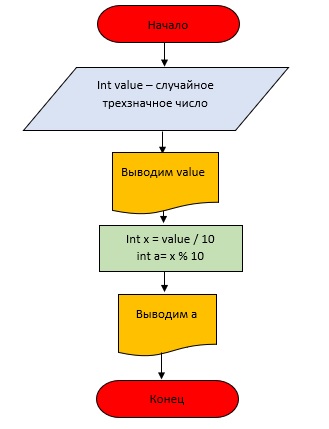 Начало
Int value – случайное
трехзначное число
Выводим value
Int x = value / 10
int a= x % 10
Выводим a
Конец